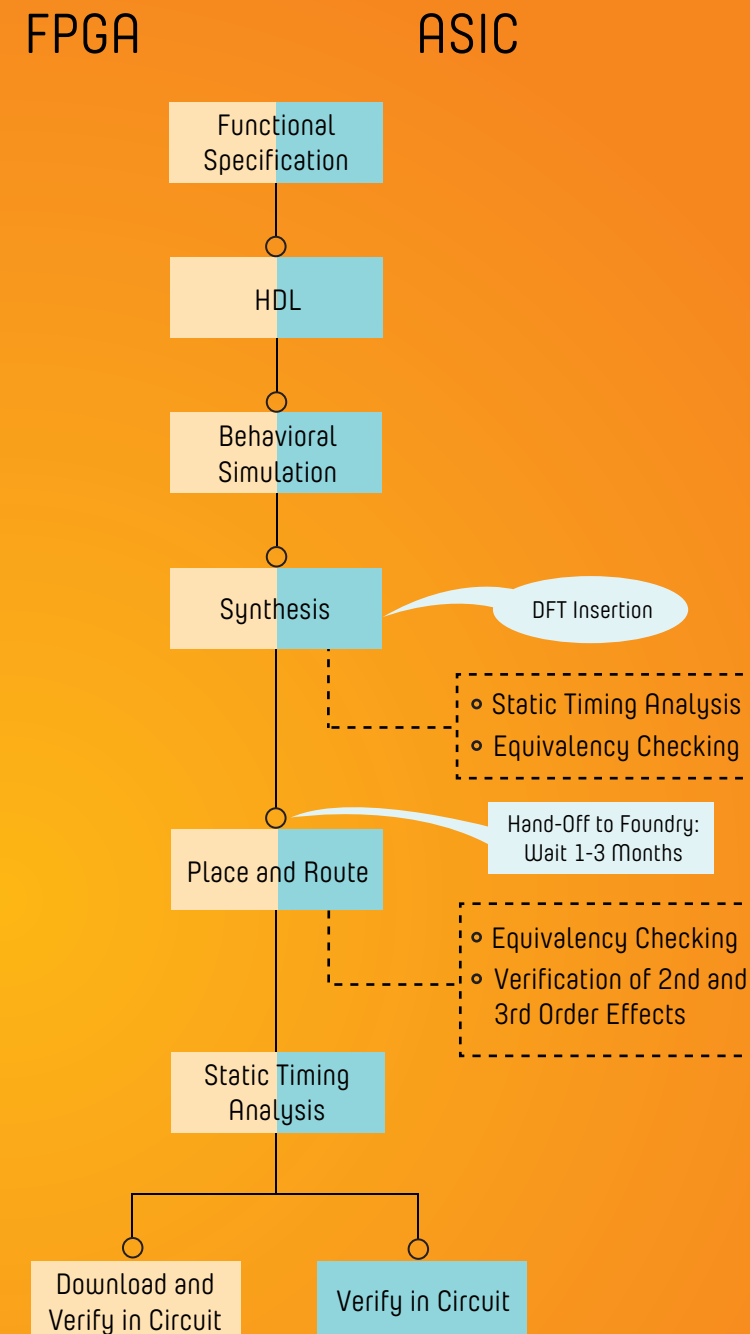 FPGA
ASIC
Functional
Specification
HDL
Behavioral
Simulation
Synthesis
DFT Insertion
Static Timing Analysis
Equivalency Checking
Hand-Off to Foundry:
Wait 1-3 Months
Place and Route
Equivalency Checking
Verification of 2nd and
3rd Order Effects
Static Timing
Analysis
Download and
Verify in Circuit
Verify in Circuit